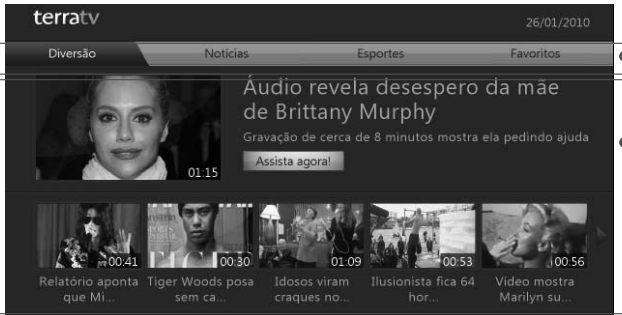 terratv
26/01/2010
Diversão Notícias Esportes Favoritos
Áudio revela desespero da mãe
de Brittany Murphy
Gravação de cerca de 8 minutos mostra ela pedindo ajuda
Assista agora!
01:15
00:41 00:30 01:09 00:53 00:56
Relatório aponta que Mi...
Tiger Woods posa sem ca...
Idosos viram craques no...
Ilusionista fica 64 hor...
Vídeo mostra Marilyn su...